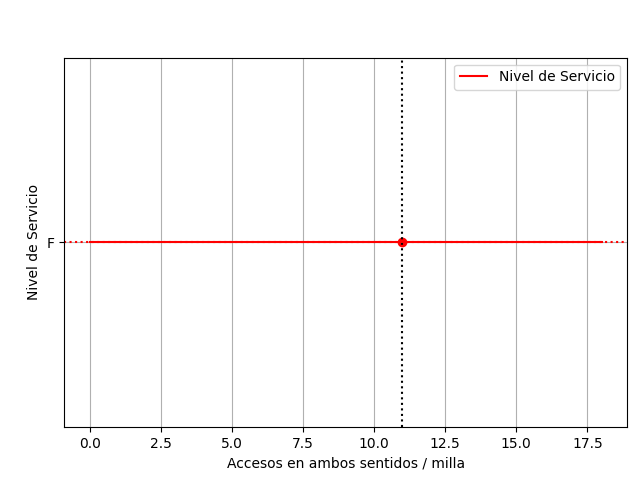 Nivel de Servicio
Nivel de Servicio
F
0.0 2.5 5.0 7.5 10.0 12.5 15.0 17.5
Accesos en ambos sentidos / milla